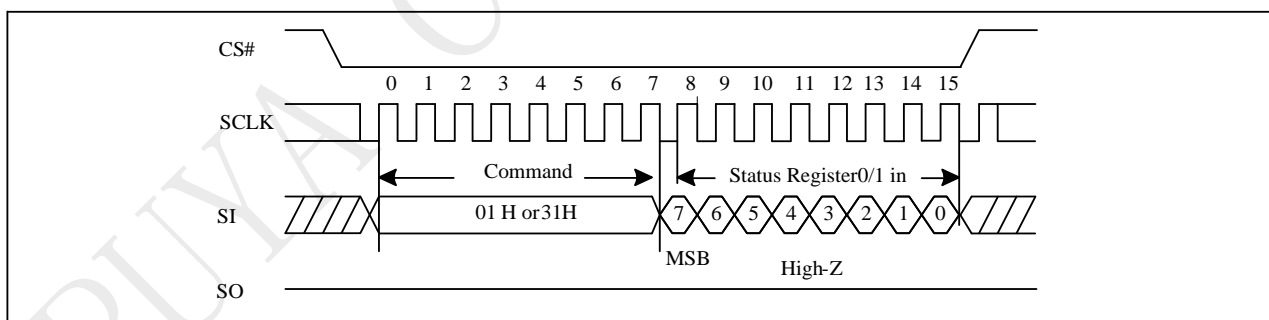 CS#
0 1 2 3 4 5 6 7 8 9 10 11 12 13 14 15
SCLK
Command Status Register0/1 in
SI 01 H or31H 7 6 5 4 3 2 1 0
MSB High-Z
SO
PUYA